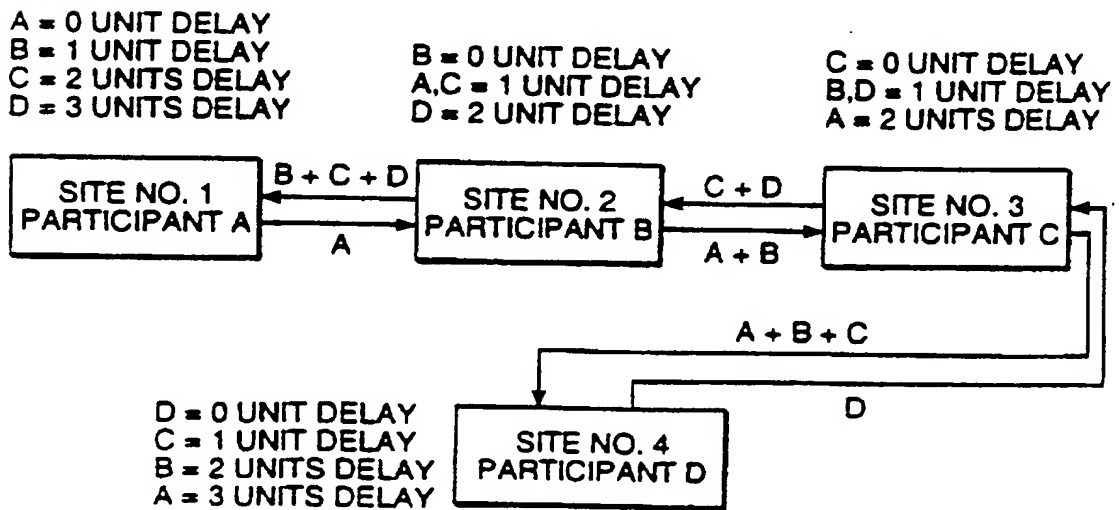 A = 0 UNIT DELAY
B = 1 UNIT DELAY
C = 2 UNITS DELAY
D = 3 UNITS DELAY
B = 0 UNIT DELAY
A,C = 1 UNIT DELAY
D = 2 UNIT DELAY
C = 0 UNIT DELAY
B,D = 1 UNIT DELAY
A = 2 UNITS DELAY
SITE NO. 1
PARTICIPANT A
B + C + D
A
SITE NO. 2
PARTICIPANT B
C + D
A + B
SITE NO. 3
PARTICIPANT C
A + B + C
D
D = 0 UNIT DELAY
C = 1 UNIT DELAY
B = 2 UNITS DELAY
A = 3 UNITS DELAY
SITE NO. 4
PARTICIPANT D